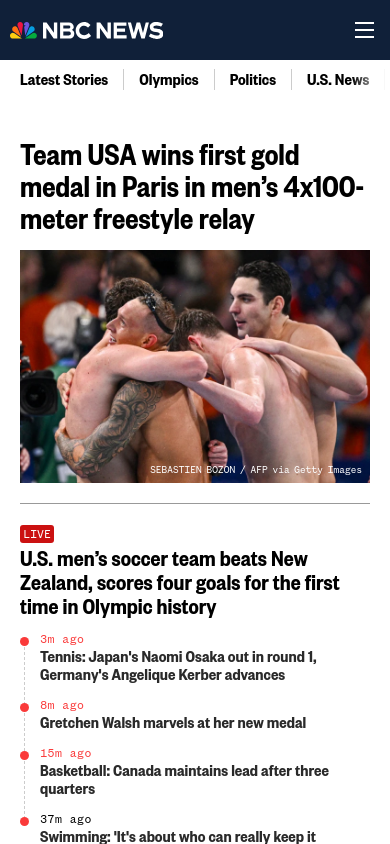 NBC NEWS
Latest Stories
Olympics
Politics
U.S. News
Team USA wins first gold
medal in Paris in men’s 4x100-
meter freestyle relay
SEBASTIEN BOZON / AFP via Getty Images
LIVE
U.S. men’s soccer team beats New
Zealand, scores four goals for the first
time in Olympic history
3m ago
Tennis: Japan's Naomi Osaka out in round 1,
Germany's Angelique Kerber advances
8m ago
Gretchen Walsh marvels at her new medal
15m ago
Basketball: Canada maintains lead after three
quarters
37m ago
Swimming: 'It's about who can really keep it